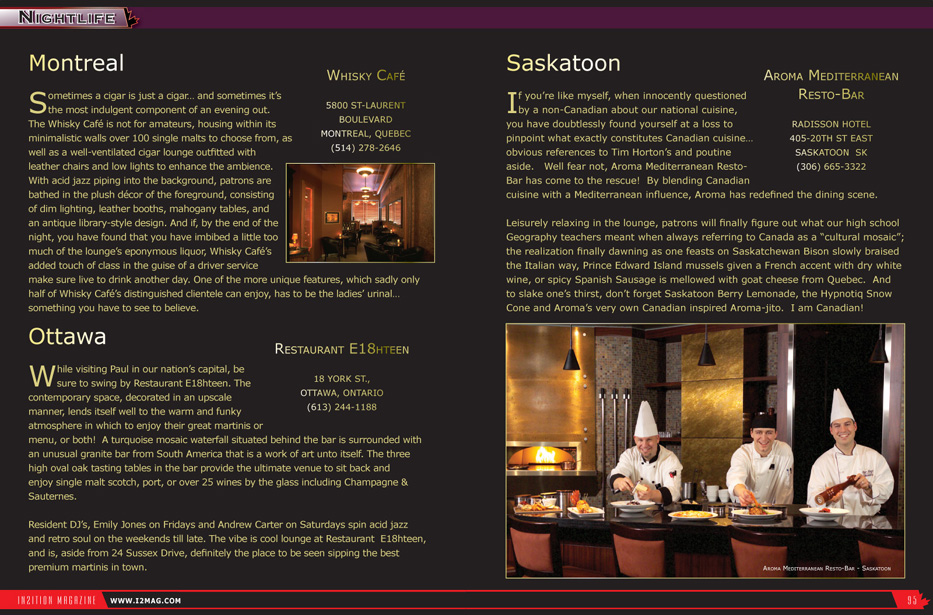 NIGHTLIFE
Montreal
WHISKY CAFÉ
5800 ST-LAURENT
BOULEVARD
MONTREAL, QUEBEC
(514) 278-2646
Sometimes a cigar is just a cigar... and sometimes it's
the most indulgent component of an evening out.
The Whisky Café is not for amateurs, housing within its
minimalistic walls over 100 single malts to choose from, as
well as a well-ventilated cigar lounge outfitted with
leather chairs and low lights to enhance the ambience.
With acid jazz piping into the background, patrons are
bathed in the plush décor of the foreground, consisting
of dim lighting, leather booths, mahogany tables, and
an antique library-style design. And if, by the end of the
night, you have found that you have imbibed a little too
much of the lounge's eponymous liquor, Whisky Café's
added touch of class in the guise of a driver service
make sure live to drink another day. One of the more unique features, which sadly only
half of Whisky Café's distinguished clientele can enjoy, has to be the ladies' urinal...
something you have to see to believe.
Ottawa
RESTAURANT E18HTEEN
18 YORK ST.,
OTTAWA, ONTARIO
(613) 244-1188
While visiting Paul in our nation's capital, be
sure to swing by Restaurant E18hteen. The
contemporary space, decorated in an upscale
manner, lends itself well to the warm and funky
atmosphere in which to enjoy their great martinis or
menu, or both! A turquoise mosaic waterfall situated behind the bar is surrounded with
an unusual granite bar from South America that is a work of art unto itself. The three
high oval oak tasting tables in the bar provide the ultimate venue to sit back and
enjoy single malt scotch, port, or over 25 wines by the glass including Champagne &
Sauternes.
Resident DJ's, Emily Jones on Fridays and Andrew Carter on Saturdays spin acid jazz
and retro soul on the weekends till late. The vibe is cool lounge at Restaurant E18hteen,
and is, aside from 24 Sussex Drive, definitely the place to be seen sipping the best
premium martinis in town.
Saskatoon
AROMA MEDITERRANEAN
RESTO-BAR
RADISSON HOTEL
405-20TH ST EAST
SASKATOON SK
(306) 665-3322
If you're like myself, when innocently questioned
by a non-Canadian about our national cuisine,
you have doubtlessly found yourself at a loss to
pinpoint what exactly constitutes Canadian cuisine...
obvious references to Tim Horton's and poutine
aside. Well fear not, Aroma Mediterranean Resto-
Bar has come to the rescue! By blending Canadian
cuisine with a Mediterranean influence, Aroma has redefined the dining scene.
Leisurely relaxing in the lounge, patrons will finally figure out what our high school
Geography teachers meant when always referring to Canada as a "cultural mosaic";
the realization finally dawning as one feasts on Saskatchewan Bison slowly braised
the Italian way, Prince Edward Island mussels given a French accent with dry white
wine, or spicy Spanish Sausage is mellowed with goat cheese from Quebec. And
to slake one's thirst, don't forget Saskatoon Berry Lemonade, the Hypnotiq Snow
Cone and Aroma's very own Canadian inspired Aroma-jito. I am Canadian!
AROMA MEDITERRANEAN RESTO-BAR - SASKATOON
IN2ITION MAGAZINE WWW.I2MAG.COM
95